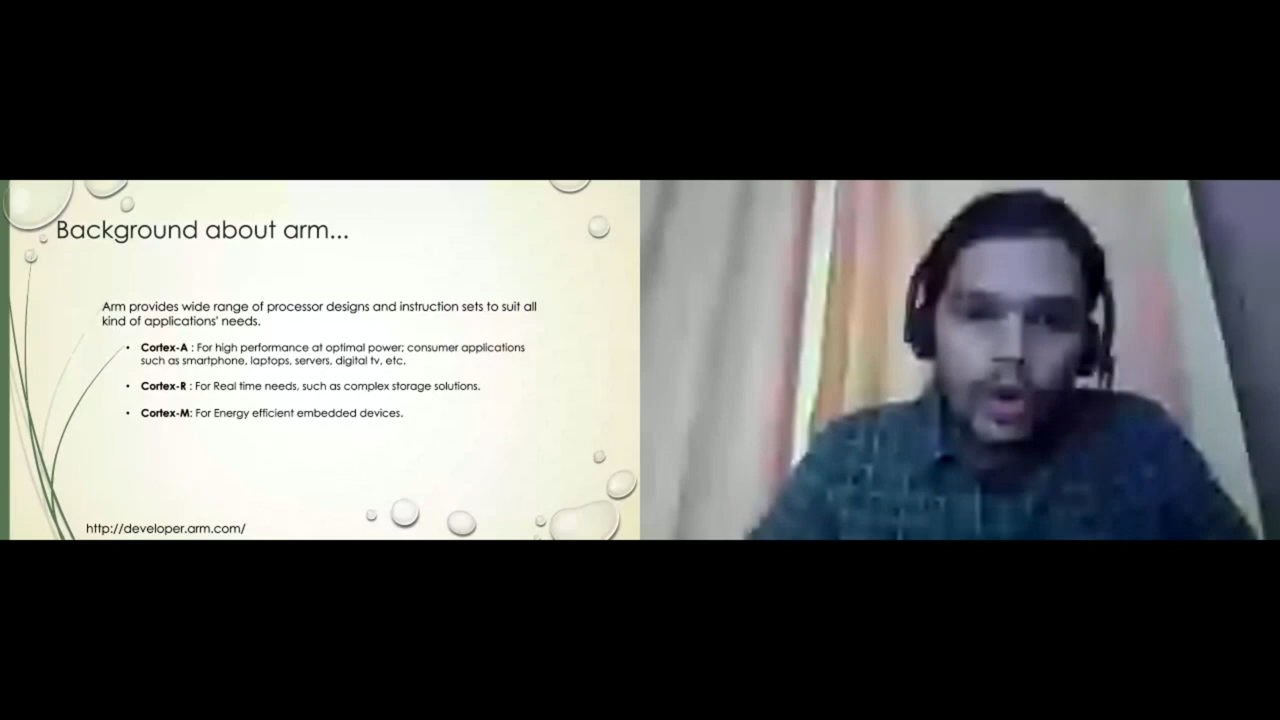 Background about arm...
Arm provides wide range of processor designs and instruction sets to suit all
kind of applications' needs.
• Cortex-A : For high performance at optimal power; consumer applications
such as smartphone, laptops, servers, digital tv, etc.
• Cortex-R : For Real time needs, such as complex storage solutions.
• Cortex-M: For Energy efficient embedded devices.
http://developer.arm.com/